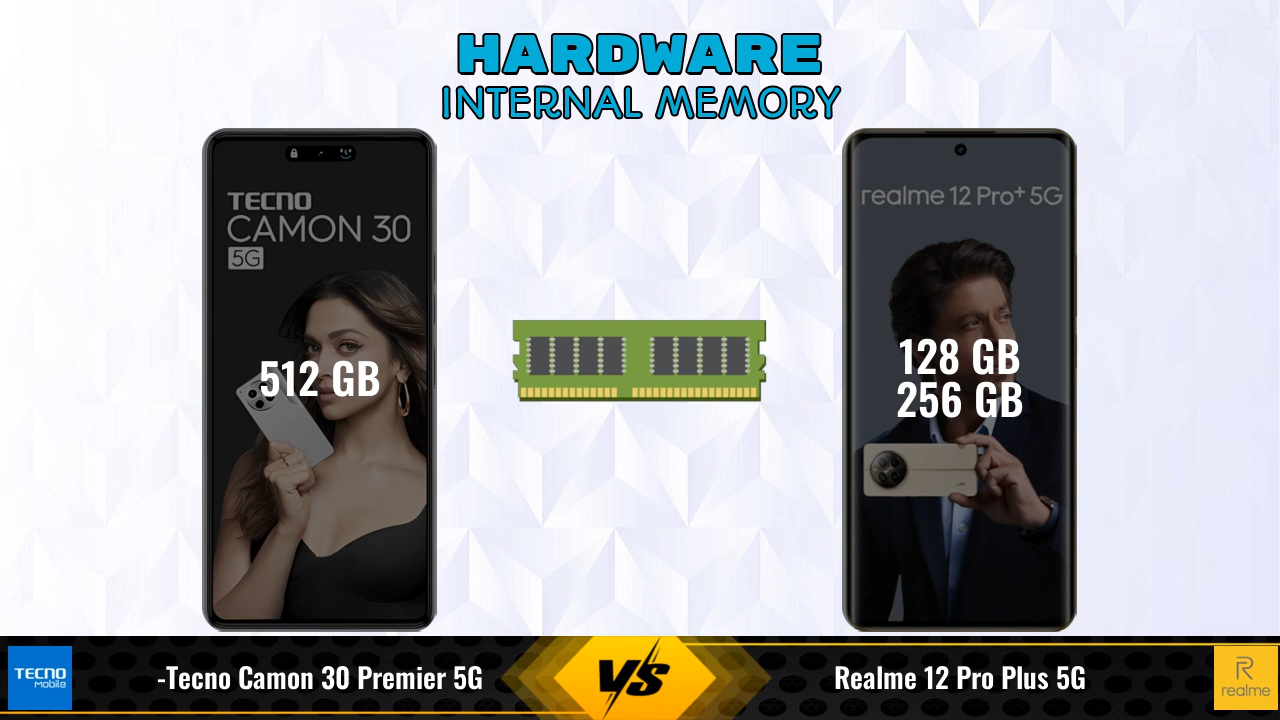 HARDWARE
INTERNAL MEMORY
TECNO
CAMON 30
5G
512 GB
realme 12 Pro+ 5G
128 GB
256 GB
TECNO
mobile
-Tecno Camon 30 Premier 5G
VS
Realme 12 Pro Plus 5G
R
realme